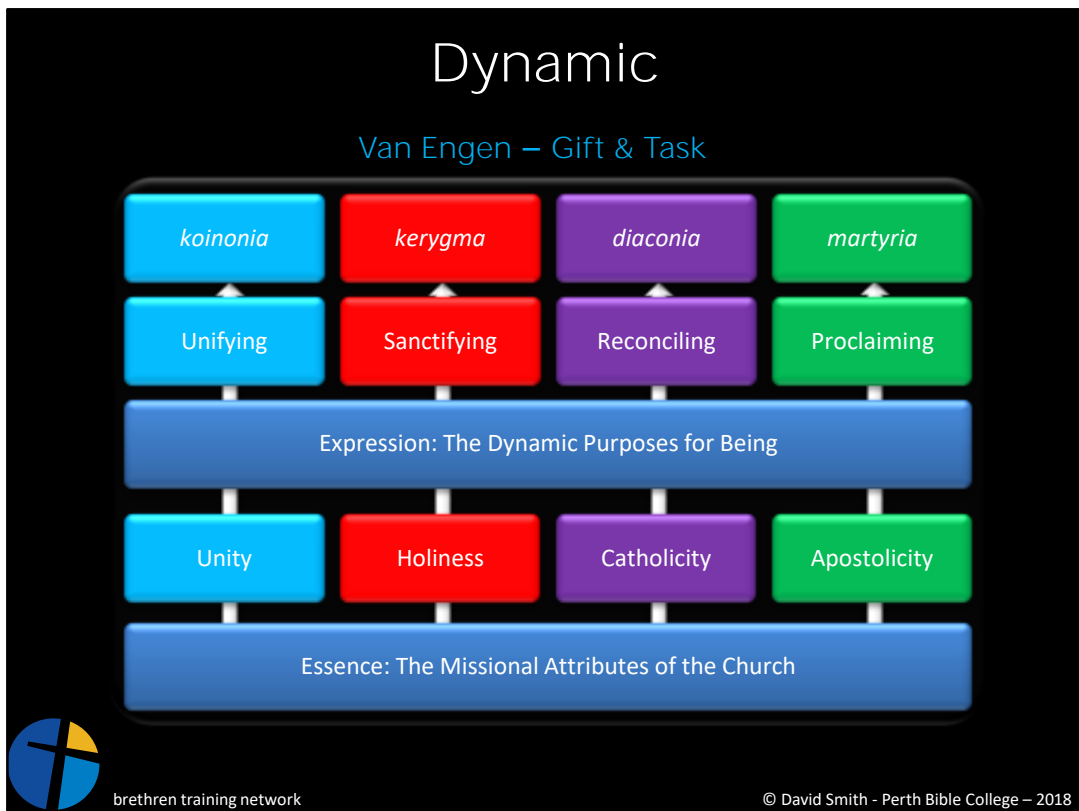 Dynamic
Van Engen – Gift & Task
koinonia
kerygma
diaconia
martyria
Unifying
Sanctifying
Reconciling
Proclaiming
Expression: The Dynamic Purposes for Being
Unity
Holiness
Catholicity
Apostolicity
Essence: The Missional Attributes of the Church
brethren training network
© David Smith - Perth Bible College – 2018